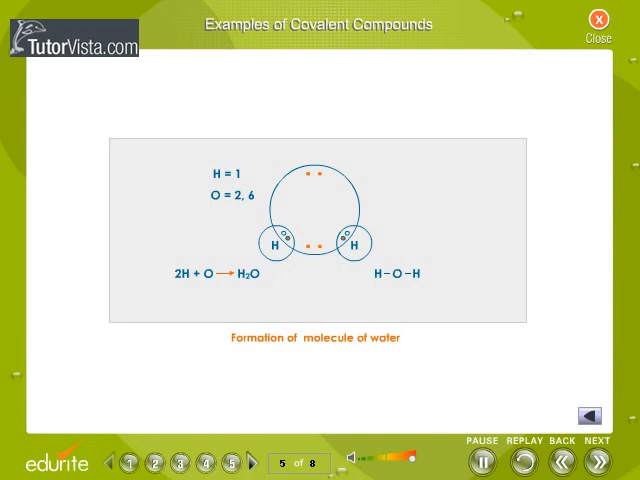 Examples of Covalent Compounds
TutorVista.com
Close
H = 1
O = 2, 6
H H
2H + O → H₂O
H – O – H
Formation of molecule of water
PAUSE REPLAY BACK NEXT
edurite 1 2 3 4 5 5 of 8